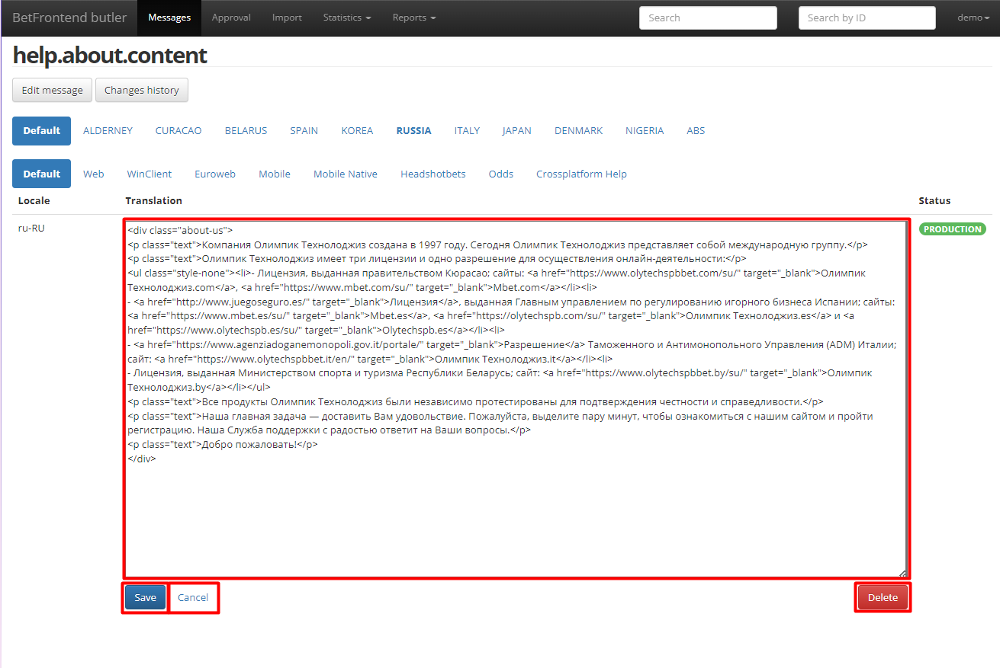 BetFrontend butler Messages Approval Import Statistics Reports Search Search by ID demo
help.about.content
Edit message Changes history
Default ALDERNEY CURACAO BELARUS SPAIN KOREA RUSSIA ITALY JAPAN DENMARK NIGERIA ABS
Default Web WinClient Euroweb Mobile Mobile Native Headshotbets Odds Crossplatform Help
Locale Translation Status
ru-RU PRODUCTION
<div class="about-us">
<p class="text">Компания Олимпик Технолоджиз создана в 1997 году. Сегодня Олимпик Технолоджиз представляет собой международную группу.</p>
<p class="text">Олимпик Технолоджиз имеет три лицензии и одно разрешение для осуществления онлайн-деятельности:</p>
<ul class="style-none"><li>- Лицензия, выданная правительством Кюрасао; сайты: <a href="https://www.olytechspbbet.com/su/" target="_blank">Олимпик
Технолоджиз.com</a>, <a href="https://www.mbet.com/su/" target="_blank">Mbet.com</a></li><li>
- <a href="http://www.juegoseguro.es/" target="_blank">Лицензия</a>, выданная Главным управлением по регулированию игорного бизнеса Испании; сайты:
<a href="https://www.mbet.es/su/" target="_blank">Mbet.es</a>, <a href="https://olytechspb.com/su/" target="_blank">Олимпик Технолоджиз.es</a> и <a
href="https://www.olytechspb.es/su/" target="_blank">Olytechspb.es</a></li><li>
- <a href="https://www.agenziadoganemonopoli.gov.it/portale/" target="_blank">Разрешение</a> Таможенного и Антимонопольного Управления (ADM) Италии;
сайт: <a href="https://www.olytechspbbet.it/en/" target="_blank">Олимпик Технолоджиз.it</a></li><li>
- Лицензия, выданная Министерством спорта и туризма Республики Беларусь; сайт: <a href="https://www.olytechspbbet.by/su/" target="_blank">Олимпик
Технолоджиз.by</a></li></ul>
<p class="text">Все продукты Олимпик Технолоджиз были независимо протестированы для подтверждения честности и справедливости.</p>
<p class="text">Наша главная задача — доставить Вам удовольствие. Пожалуйста, выделите пару минут, чтобы ознакомиться с нашим сайтом и пройти
регистрацию. Наша Служба поддержки с радостью ответит на Ваши вопросы.</p>
<p class="text">Добро пожаловать!</p>
</div>
Save Cancel Delete